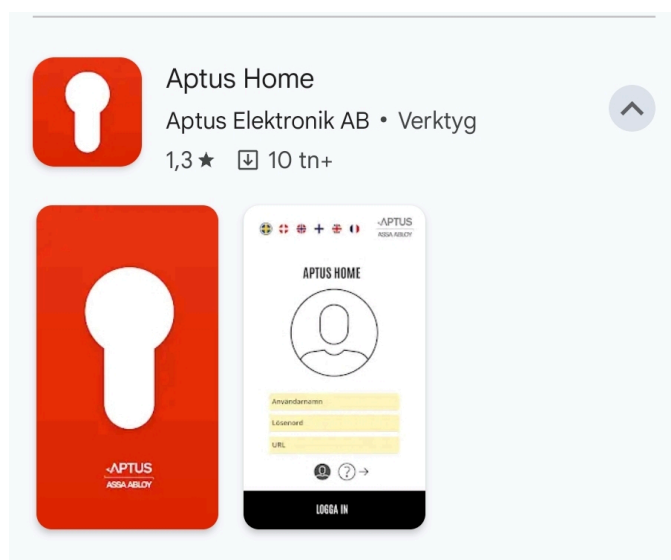 Aptus Home
Aptus Elektronik AB • Verktyg
1,3 ★ 10 tn+
APTUS
ASSA ABLOY
APTUS
ASSA ABLOY
APTUS HOME
Användarnamn
Lösenord
URL
?
LOGGA IN